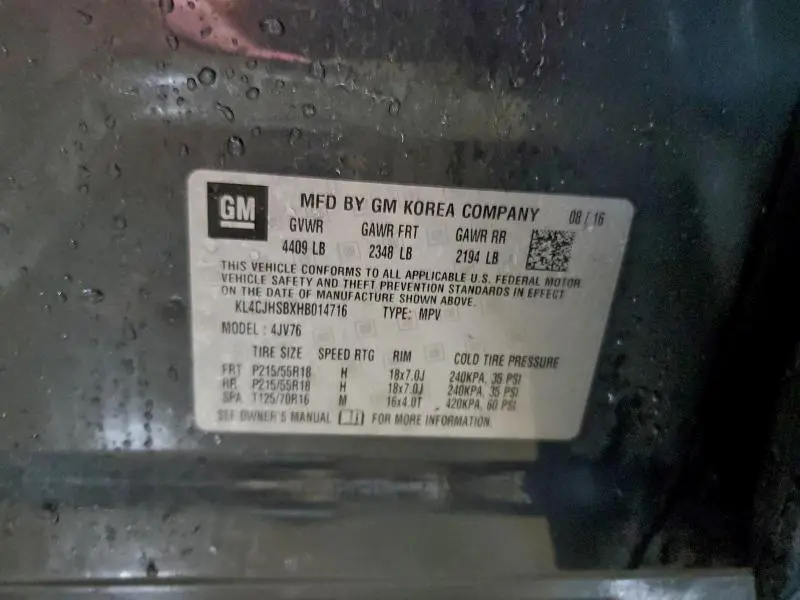 GM MFD BY GM KOREA COMPANY 08 / 16
GVWR GAWR FRT GAWR RR
4409 LB 2348 LB 2194 LB
THIS VEHICLE CONFORMS TO ALL APPLICABLE U.S. FEDERAL MOTOR
VEHICLE SAFETY AND THEFT PREVENTION STANDARDS IN EFFECT
ON THE DATE OF MANUFACTURE SHOWN ABOVE.
KL4CJHSBXHB014716 TYPE: MPV
MODEL : 4JV76
TIRE SIZE SPEED RTG RIM COLD TIRE PRESSURE
FRT P215/55R18 H 18x7.0J 240KPA, 35 PSI
RR P215/55R18 H 18x7.0J 240KPA, 35 PSI
SPA T125/70R16 M 16x4.0T 420KPA, 60 PSI
SEE OWNER'S MANUAL FOR MORE INFORMATION.